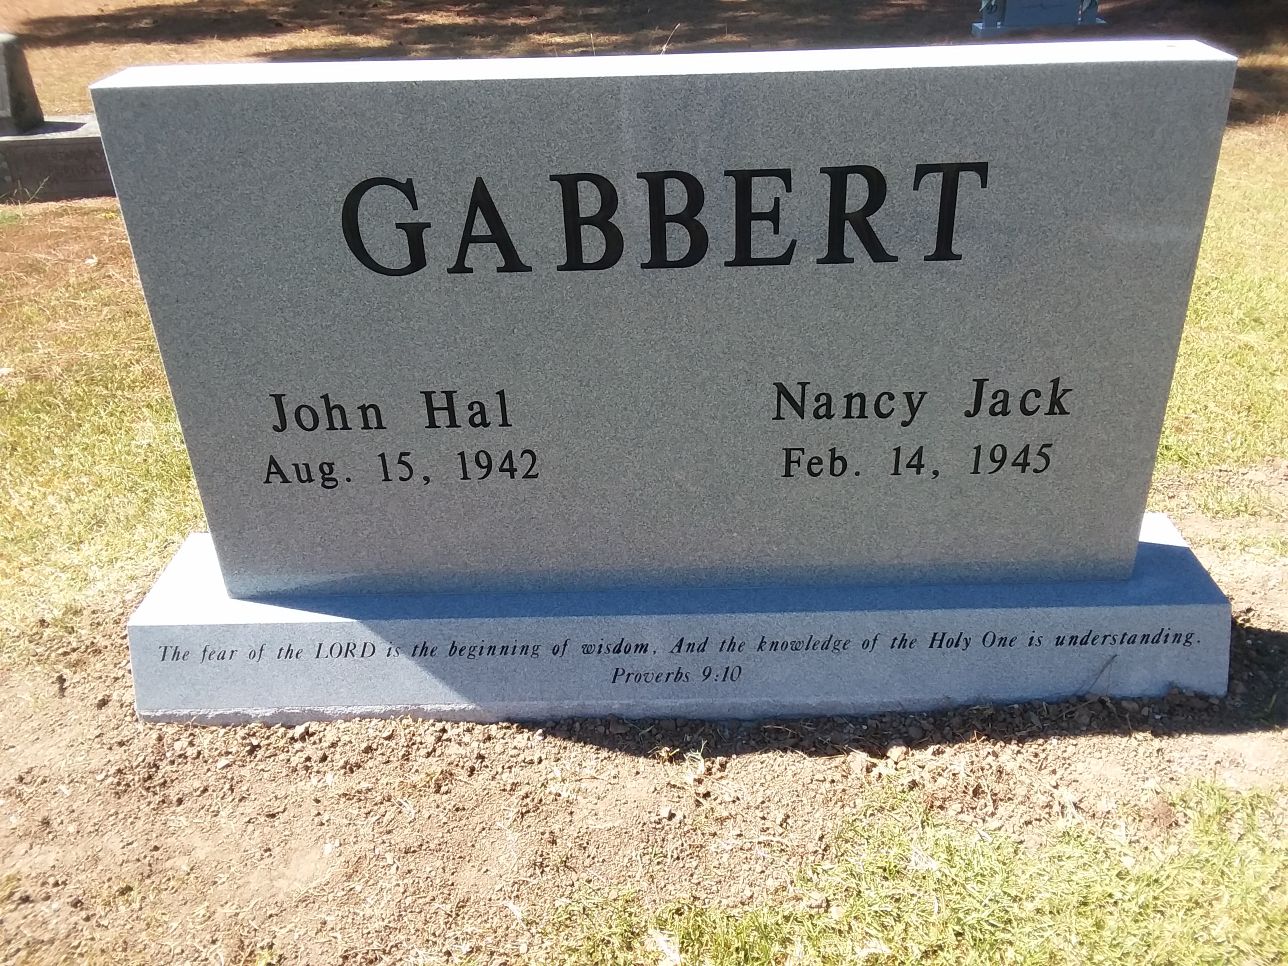 GABBERT
John Hal
Aug. 15, 1942
Nancy Jack
Feb. 14, 1945
The fear of the LORD is the beginning of wisdom, And the knowledge of the Holy One is understanding.
Proverbs 9:10